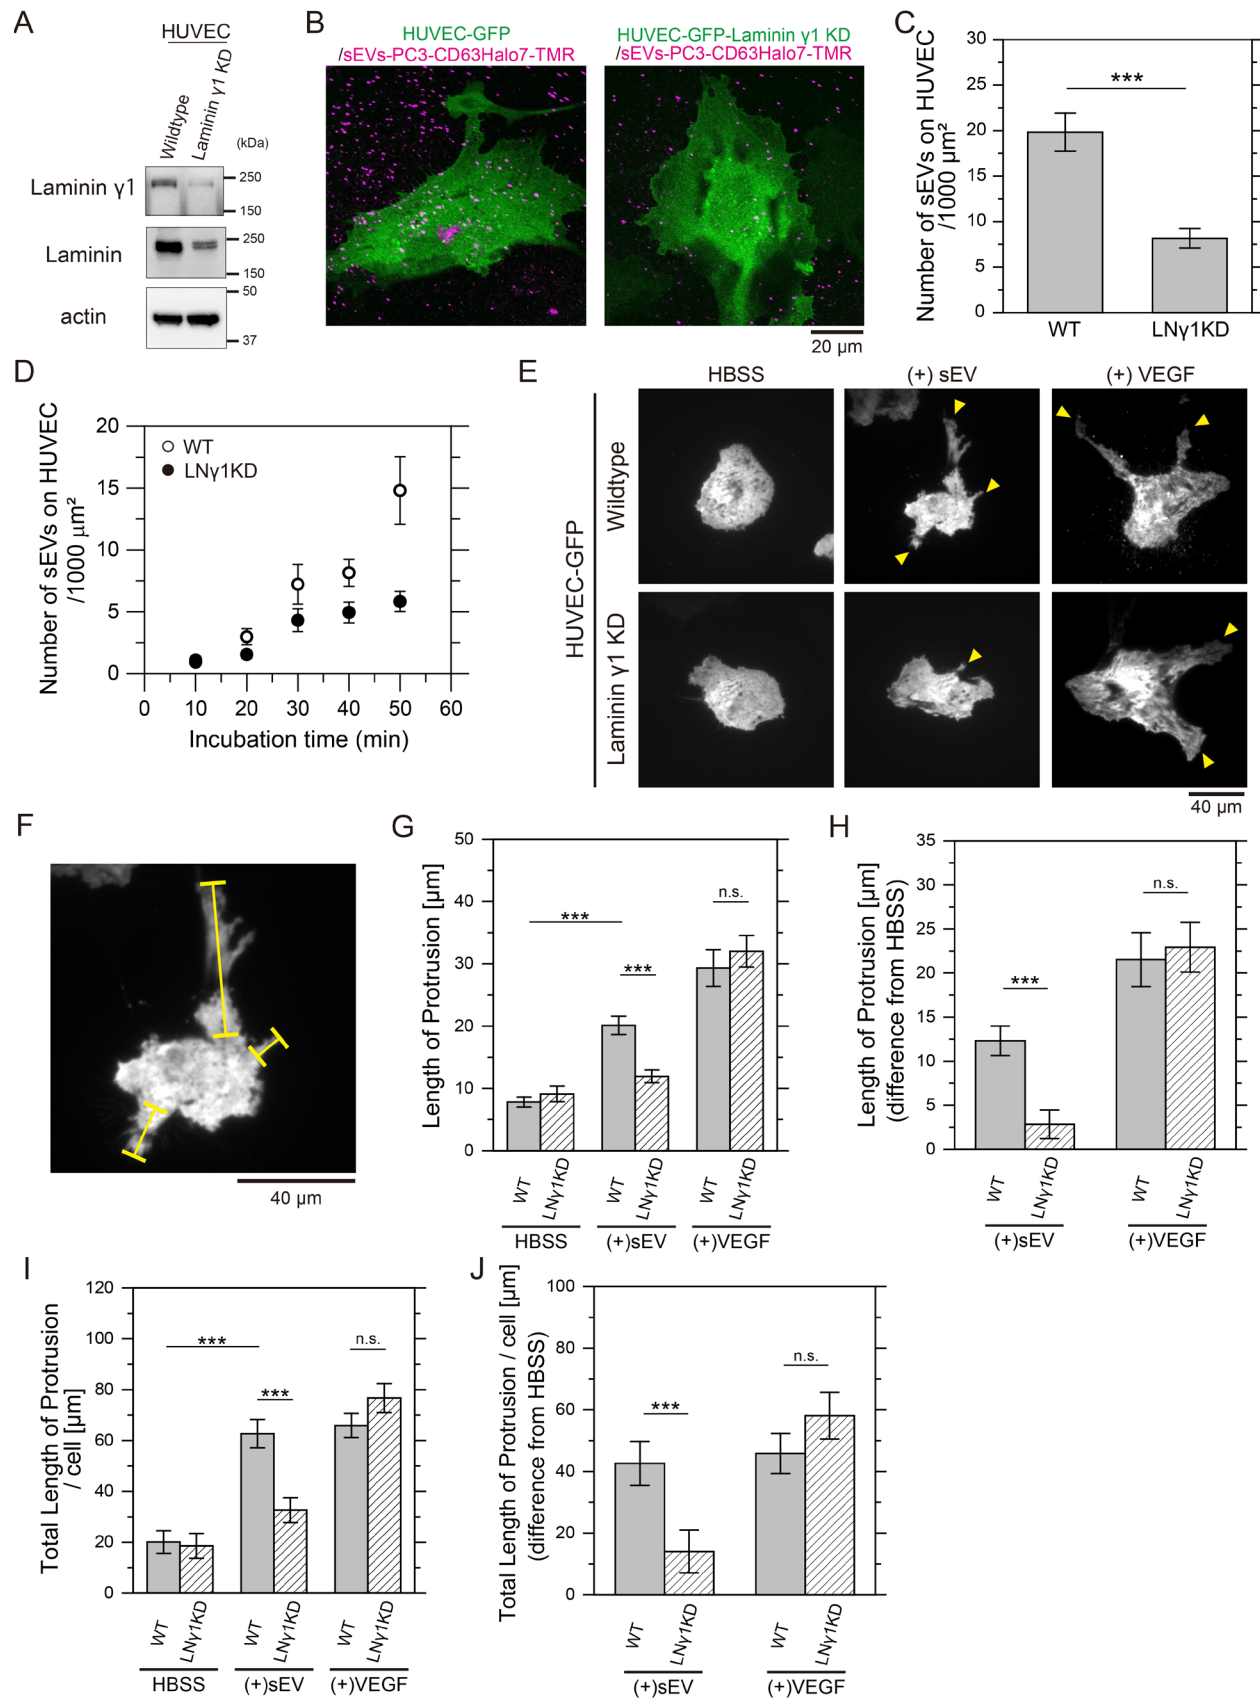 A
HUVEC
Wildtype
Laminin γ1 KD
(kDa)
Laminin γ1
250
150
Laminin
250
150
actin
50
37
B
HUVEC-GFP
/sEVs-PC3-CD63Halo7-TMR
HUVEC-GFP-Laminin γ1 KD
/sEVs-PC3-CD63Halo7-TMR
20 µm
C
Number of sEVs on HUVEC
/1000 µm²
30
25
20
15
10
5
0
***
WT
LNγ1KD
D
Number of sEVs on HUVEC
/1000 µm²
20
15
10
5
0
WT
LNγ1KD
0
10
20
30
40
50
60
Incubation time (min)
E
HBSS
(+) sEV
(+) VEGF
HUVEC-GFP
Wildtype
Laminin γ1 KD
40 µm
F
40 µm
G
Length of Protrusion [µm]
50
40
30
20
10
0
***
***
n.s.
WT
LNγ1KD
WT
LNγ1KD
WT
LNγ1KD
HBSS
(+)sEV
(+)VEGF
H
Length of Protrusion [µm]
(difference from HBSS)
35
30
25
20
15
10
5
0
***
n.s.
WT
LNγ1KD
WT
LNγ1KD
(+)sEV
(+)VEGF
I
Total Length of Protrusion
/ cell [µm]
120
100
80
60
40
20
0
***
***
n.s.
WT
LNγ1KD
WT
LNγ1KD
WT
LNγ1KD
HBSS
(+)sEV
(+)VEGF
J
Total Length of Protrusion / cell [µm]
(difference from HBSS)
100
80
60
40
20
0
***
n.s.
WT
LNγ1KD
WT
LNγ1KD
(+)sEV
(+)VEGF